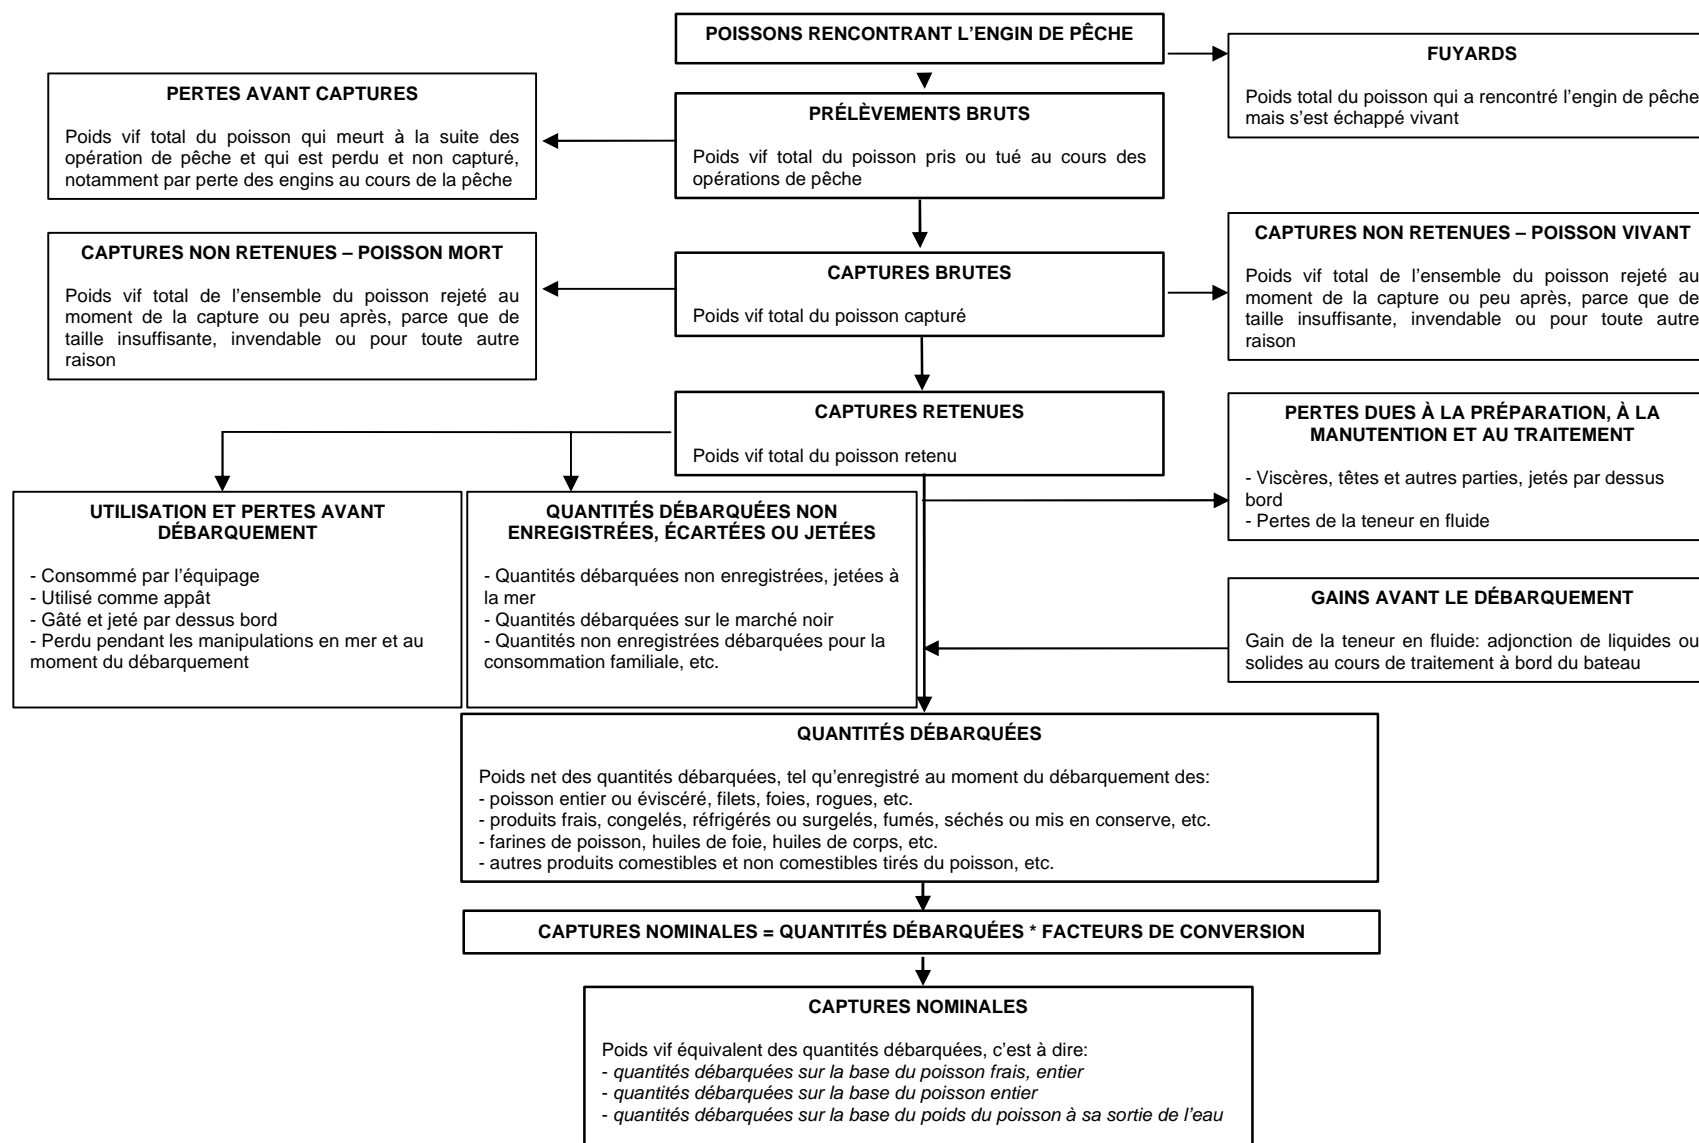 POISSONS RENCONTRANT L’ENGIN DE PÊCHE
FUYARDS
Poids total du poisson qui a rencontré l’engin de pêche
mais s’est échappé vivant
PERTES AVANT CAPTURES
Poids vif total du poisson qui meurt à la suite des
opération de pêche et qui est perdu et non capturé,
notamment par perte des engins au cours de la pêche
PRÉLÈVEMENTS BRUTS
Poids vif total du poisson pris ou tué au cours des
opérations de pêche
CAPTURES NON RETENUES – POISSON MORT
Poids vif total de l’ensemble du poisson rejeté au
moment de la capture ou peu après, parce que de
taille insuffisante, invendable ou pour toute autre
raison
CAPTURES BRUTES
Poids vif total du poisson capturé
CAPTURES NON RETENUES – POISSON VIVANT
Poids vif total de l’ensemble du poisson rejeté au
moment de la capture ou peu après, parce que de
taille insuffisante, invendable ou pour toute autre
raison
CAPTURES RETENUES
Poids vif total du poisson retenu
PERTES DUES À LA PRÉPARATION, À LA
MANUTENTION ET AU TRAITEMENT
- Viscères, têtes et autres parties, jetés par dessus
bord
- Pertes de la teneur en fluide
UTILISATION ET PERTES AVANT
DÉBARQUEMENT
- Consommé par l’équipage
- Utilisé comme appât
- Gâté et jeté par dessus bord
- Perdu pendant les manipulations en mer et au
moment du débarquement
QUANTITÉS DÉBARQUÉES NON
ENREGISTRÉES, ÉCARTÉES OU JETÉES
- Quantités débarquées non enregistrées, jetées à
la mer
- Quantités débarquées sur le marché noir
- Quantités non enregistrées débarquées pour la
consommation familiale, etc.
GAINS AVANT LE DÉBARQUEMENT
Gain de la teneur en fluide: adjonction de liquides ou
solides au cours de traitement à bord du bateau
QUANTITÉS DÉBARQUÉES
Poids net des quantités débarquées, tel qu’enregistré au moment du débarquement des:
- poisson entier ou éviscéré, filets, foies, rogues, etc.
- produits frais, congelés, réfrigérés ou surgelés, fumés, séchés ou mis en conserve, etc.
- farines de poisson, huiles de foie, huiles de corps, etc.
- autres produits comestibles et non comestibles tirés du poisson, etc.
CAPTURES NOMINALES = QUANTITÉS DÉBARQUÉES * FACTEURS DE CONVERSION
CAPTURES NOMINALES
Poids vif équivalent des quantités débarquées, c’est à dire:
- quantités débarquées sur la base du poisson frais, entier
- quantités débarquées sur la base du poisson entier
- quantités débarquées sur la base du poids du poisson à sa sortie de l’eau